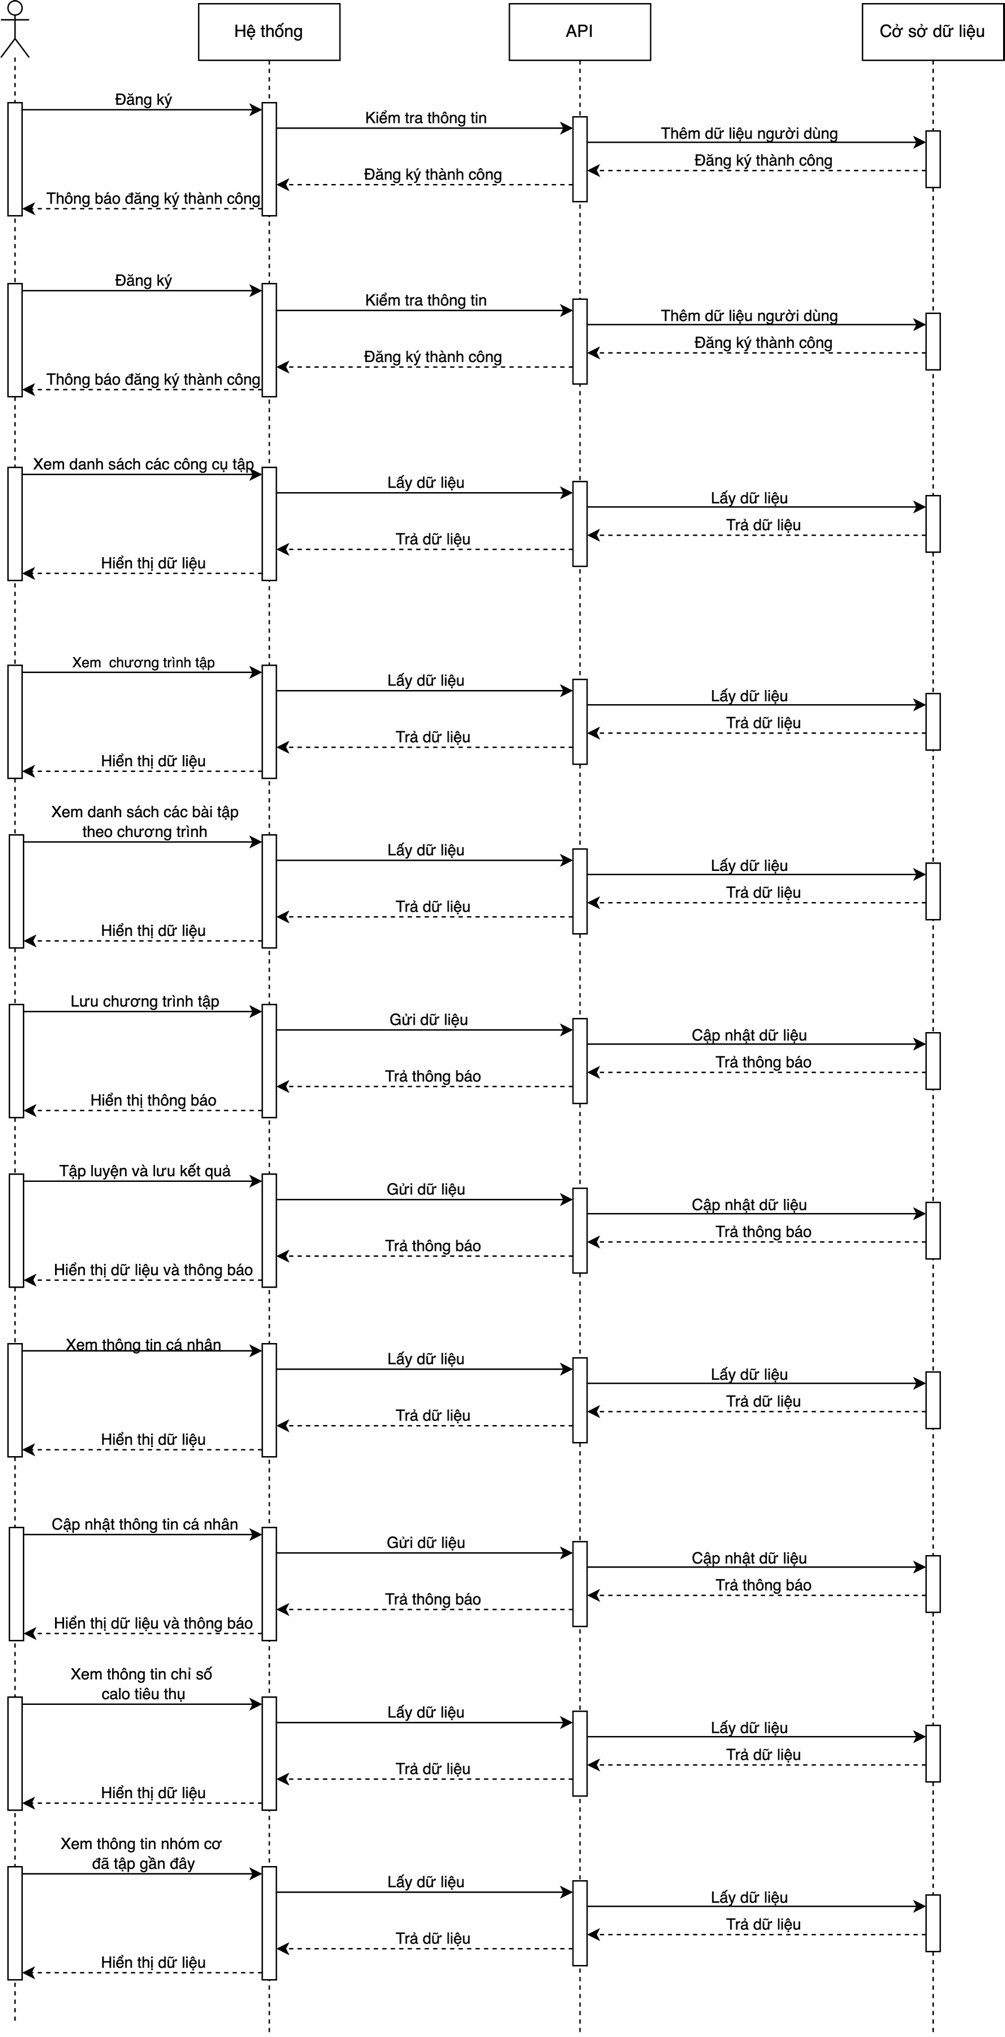 Hệ thống
API
Cở sở dữ liệu
Đăng ký
Kiểm tra thông tin
Thêm dữ liệu người dùng
Đăng ký thành công
Đăng ký thành công
Thông báo đăng ký thành công
Đăng ký
Kiểm tra thông tin
Thêm dữ liệu người dùng
Đăng ký thành công
Đăng ký thành công
Thông báo đăng ký thành công
Xem danh sách các công cụ tập
Lấy dữ liệu
Lấy dữ liệu
Trả dữ liệu
Trả dữ liệu
Hiển thị dữ liệu
Xem chương trình tập
Lấy dữ liệu
Lấy dữ liệu
Trả dữ liệu
Trả dữ liệu
Hiển thị dữ liệu
Xem danh sách các bài tập
theo chương trình
Lấy dữ liệu
Lấy dữ liệu
Trả dữ liệu
Trả dữ liệu
Hiển thị dữ liệu
Lưu chương trình tập
Gửi dữ liệu
Cập nhật dữ liệu
Trả thông báo
Trả thông báo
Hiển thị thông báo
Tập luyện và lưu kết quả
Gửi dữ liệu
Cập nhật dữ liệu
Trả thông báo
Trả thông báo
Hiển thị dữ liệu và thông báo
Xem thông tin cá nhân
Lấy dữ liệu
Lấy dữ liệu
Trả dữ liệu
Trả dữ liệu
Hiển thị dữ liệu
Cập nhật thông tin cá nhân
Gửi dữ liệu
Cập nhật dữ liệu
Trả thông báo
Trả thông báo
Hiển thị dữ liệu và thông báo
Xem thông tin chỉ số
calo tiêu thụ
Lấy dữ liệu
Lấy dữ liệu
Trả dữ liệu
Trả dữ liệu
Hiển thị dữ liệu
Xem thông tin nhóm cơ
đã tập gần đây
Lấy dữ liệu
Lấy dữ liệu
Trả dữ liệu
Trả dữ liệu
Hiển thị dữ liệu